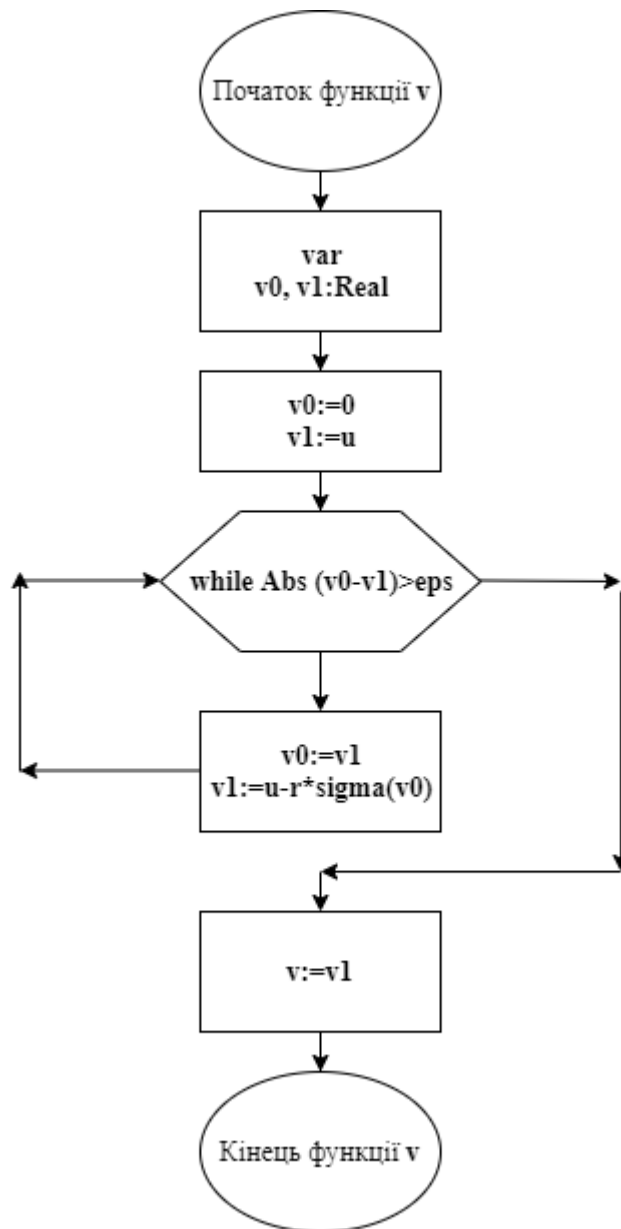 Початок функції v
var
v0, v1:Real
v0:=0
v1:=u
while Abs (v0-v1)>eps
v0:=v1
v1:=u-r*sigma(v0)
v:=v1
Кінець функції v